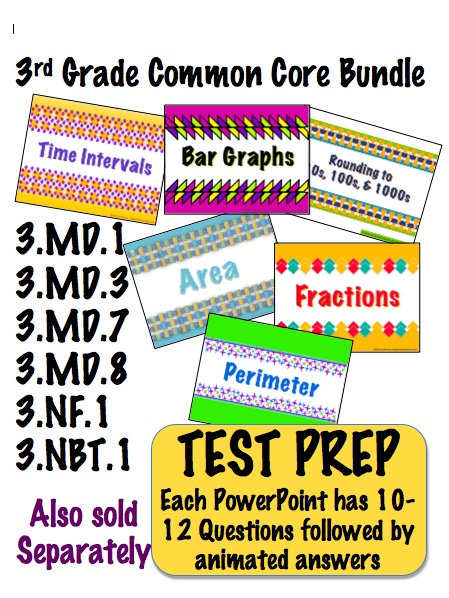 3rd Grade Common Core Bundle
Time Intervals
Bar Graphs
Rounding to
0s, 100s, & 1000s
Area
Fractions
Perimeter
3.MD.1
3.MD.3
3.MD.7
3.MD.8
3.NF.1
3.NBT.1
Also sold
Separately
TEST PREP
Each PowerPoint has 10-
12 Questions followed by
animated answers